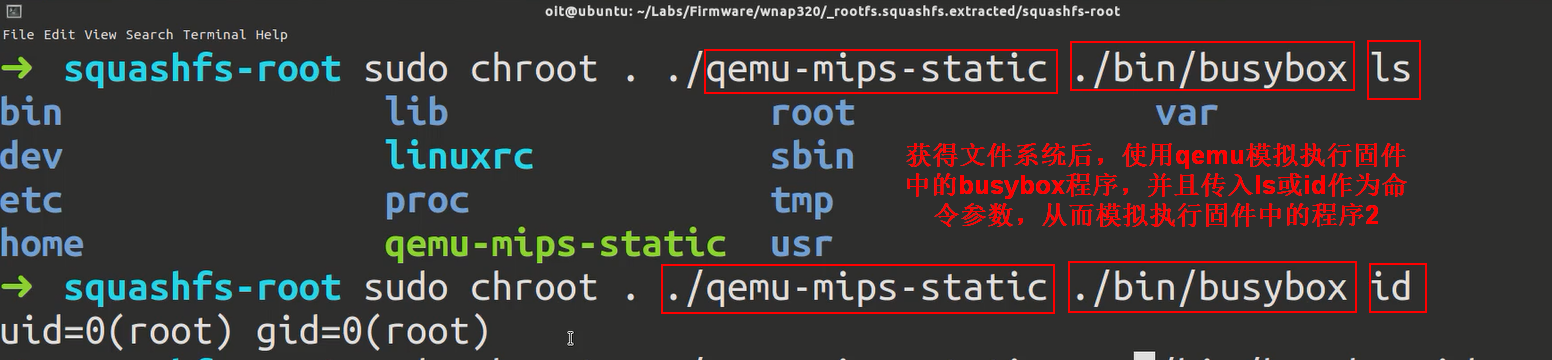 oit@ubuntu: ~/Labs/Firmware/wnap320/_rootfs.squashfs.extracted/squashfs-root
File Edit View Search Terminal Help
→ squashfs-root sudo chroot . ./qemu-mips-static ./bin/busybox ls
bin lib root var
dev linuxrc sbin
etc proc tmp
home qemu-mips-static usr
获得文件系统后，使用qemu模拟执行固件
中的busybox程序，并且传入ls或id作为命
令参数，从而模拟执行固件中的程序2
→ squashfs-root sudo chroot . ./qemu-mips-static ./bin/busybox id
uid=0(root) gid=0(root)